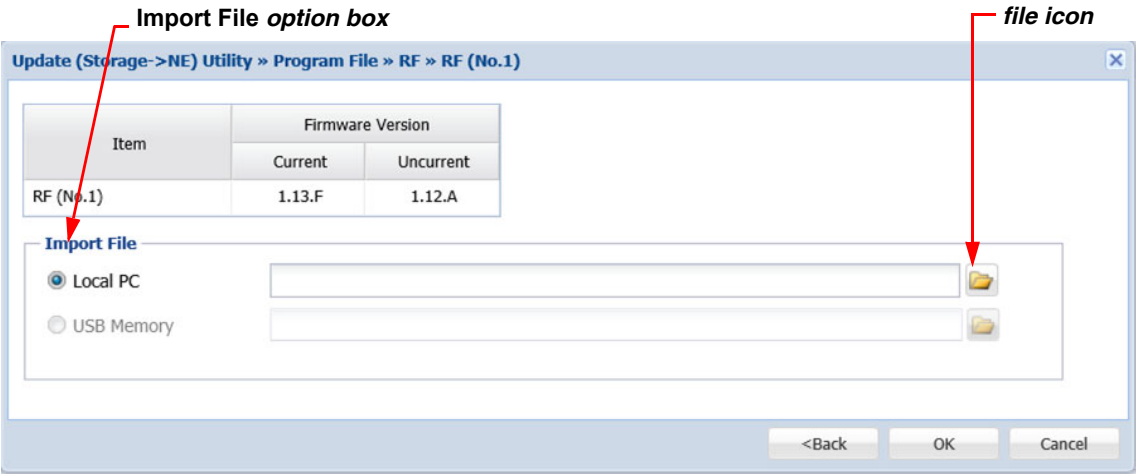 Import File option box
file icon
Update (Storage->NE) Utility » Program File » RF » RF (No.1)
Item
Firmware Version
Current
Uncurrent
RF (No.1)
1.13.F
1.12.A
Import File
Local PC
USB Memory
<Back
OK
Cancel